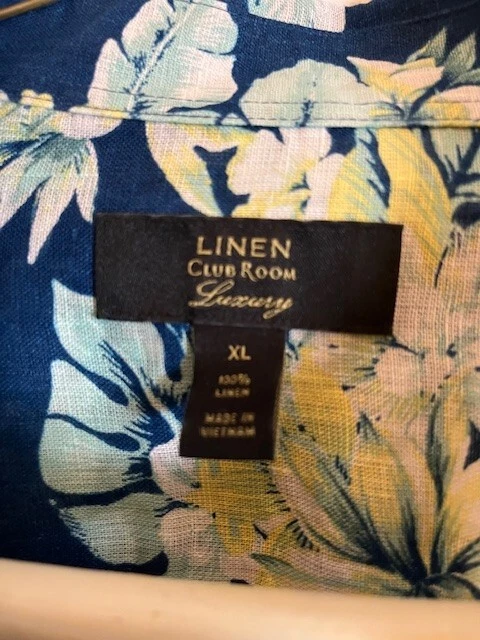 LINEN
CLUB ROOM
Luxury
XL
100%
LINEN
MADE IN
VIETNAM